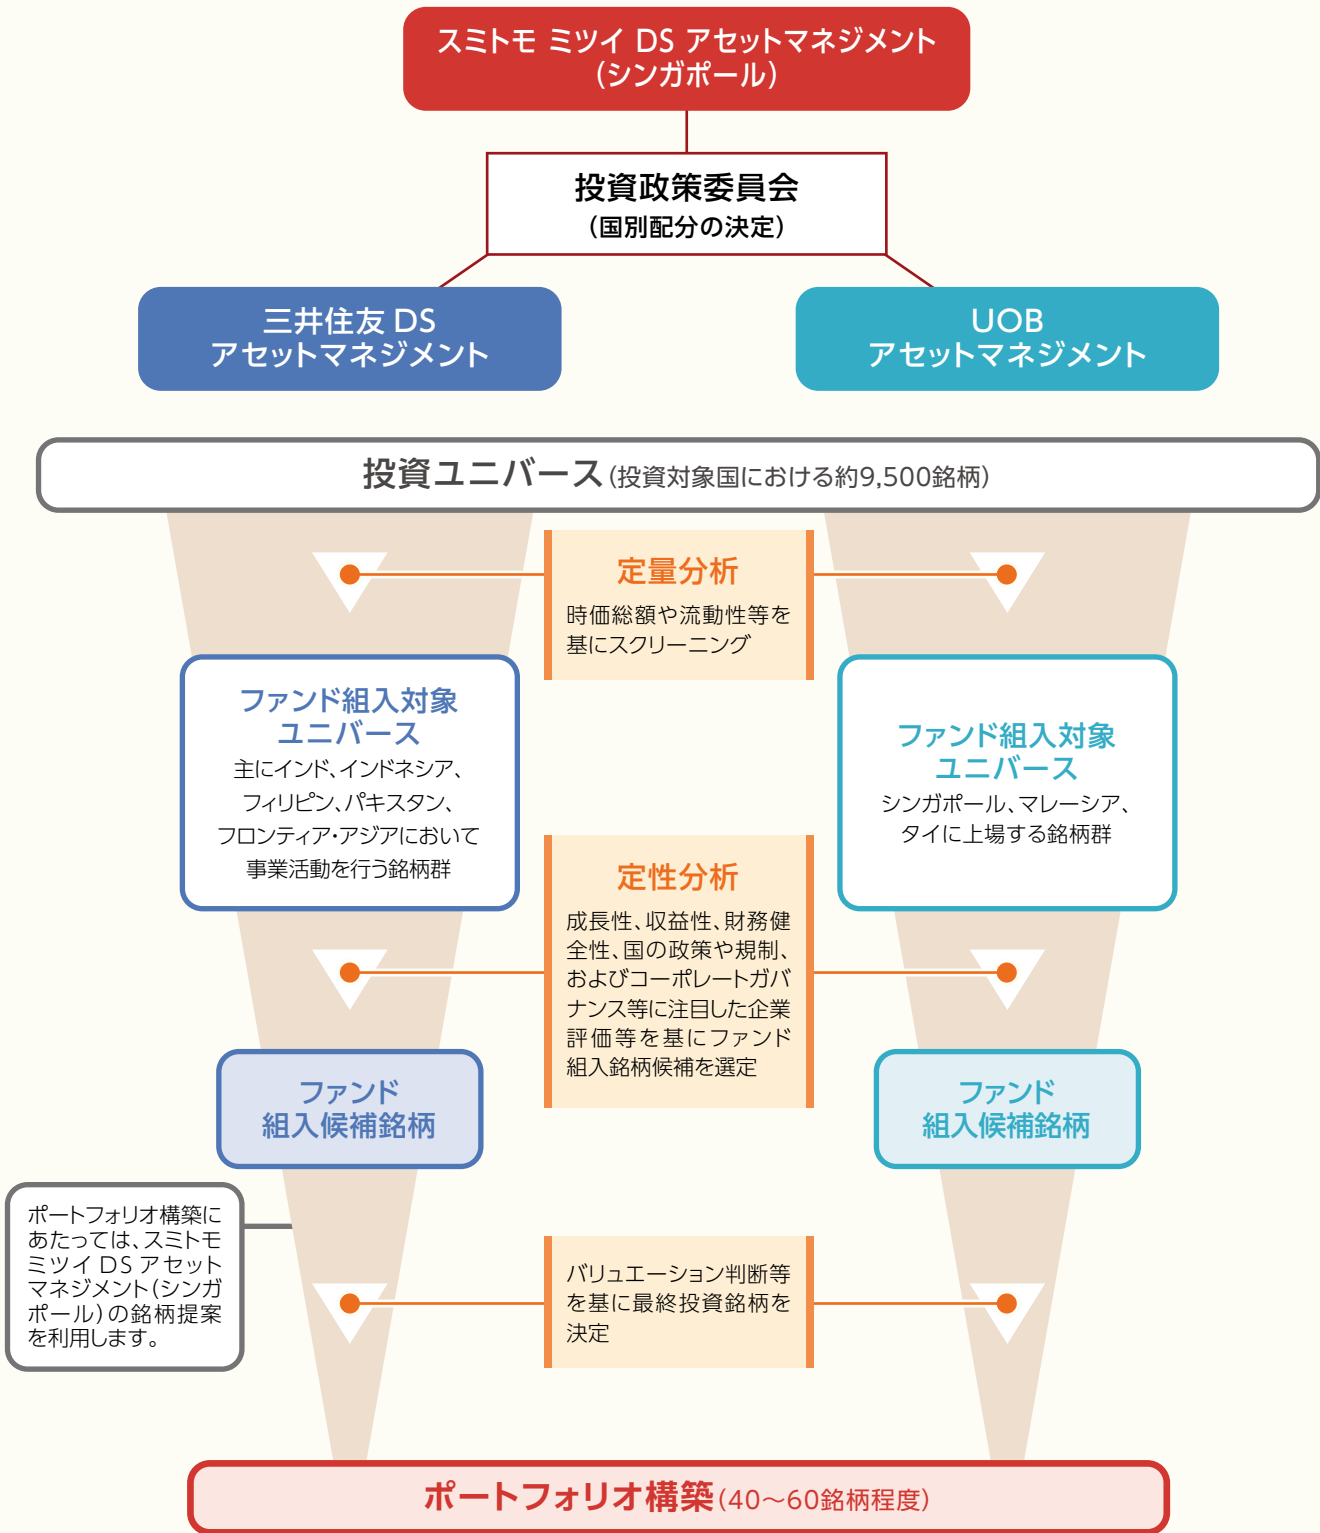 スミトモ ミツイ DS アセットマネジメント
(シンガポール)
投資政策委員会
(国別配分の決定)
三井住友 DS
アセットマネジメント
UOB
アセットマネジメント
投資ユニバース(投資対象国における約9,500銘柄)
定量分析
時価総額や流動性等を
基にスクリーニング
ファンド組入対象
ユニバース
主にインド、インドネシア、
フィリピン、パキスタン、
フロンティア・アジアにおいて
事業活動を行う銘柄群
ファンド組入対象
ユニバース
シンガポール、マレーシア、
タイに上場する銘柄群
定性分析
成長性、収益性、財務健
全性、国の政策や規制、
およびコーポレートガバ
ナンス等に注目した企業
評価等を基にファンド
組入銘柄候補を選定
ファンド
組入候補銘柄
ファンド
組入候補銘柄
ポートフォリオ構築に
あたっては、スミトモ
ミツイ DS アセット
マネジメント(シンガ
ポール)の銘柄提案
を利用します。
バリュエーション判断等
を基に最終投資銘柄を
決定
ポートフォリオ構築(40~60銘柄程度)